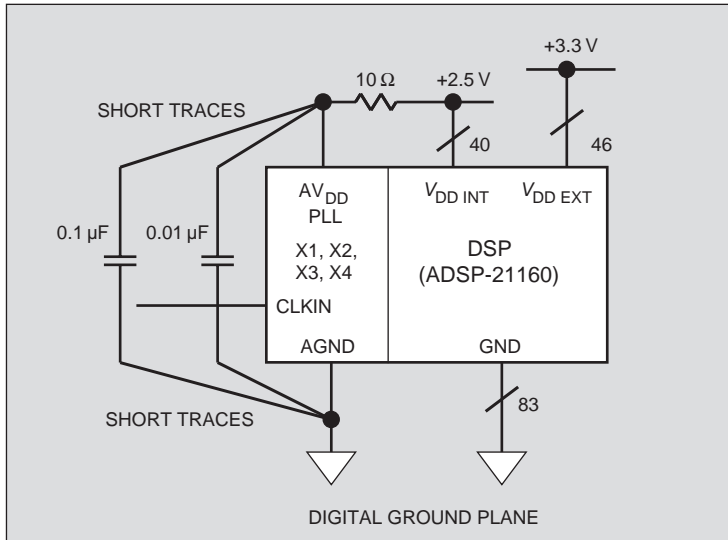 +3.3 V
10 Ω
+2.5 V
SHORT TRACES
40
46
AVDD
PLL
VDD INT
VDD EXT
0.1 µF
0.01 µF
X1, X2,
X3, X4
DSP
(ADSP-21160)
CLKIN
AGND
GND
SHORT TRACES
83
DIGITAL GROUND PLANE